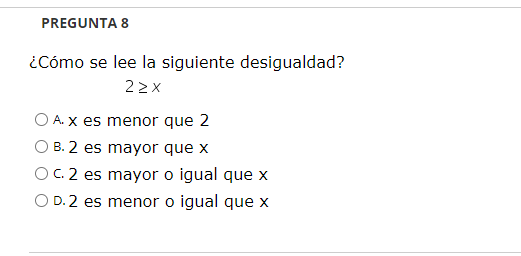 PREGUNTA 8
¿Cómo se lee la siguiente desigualdad?
2 ≥ x
A. x es menor que 2
B. 2 es mayor que x
C. 2 es mayor o igual que x
D. 2 es menor o igual que x